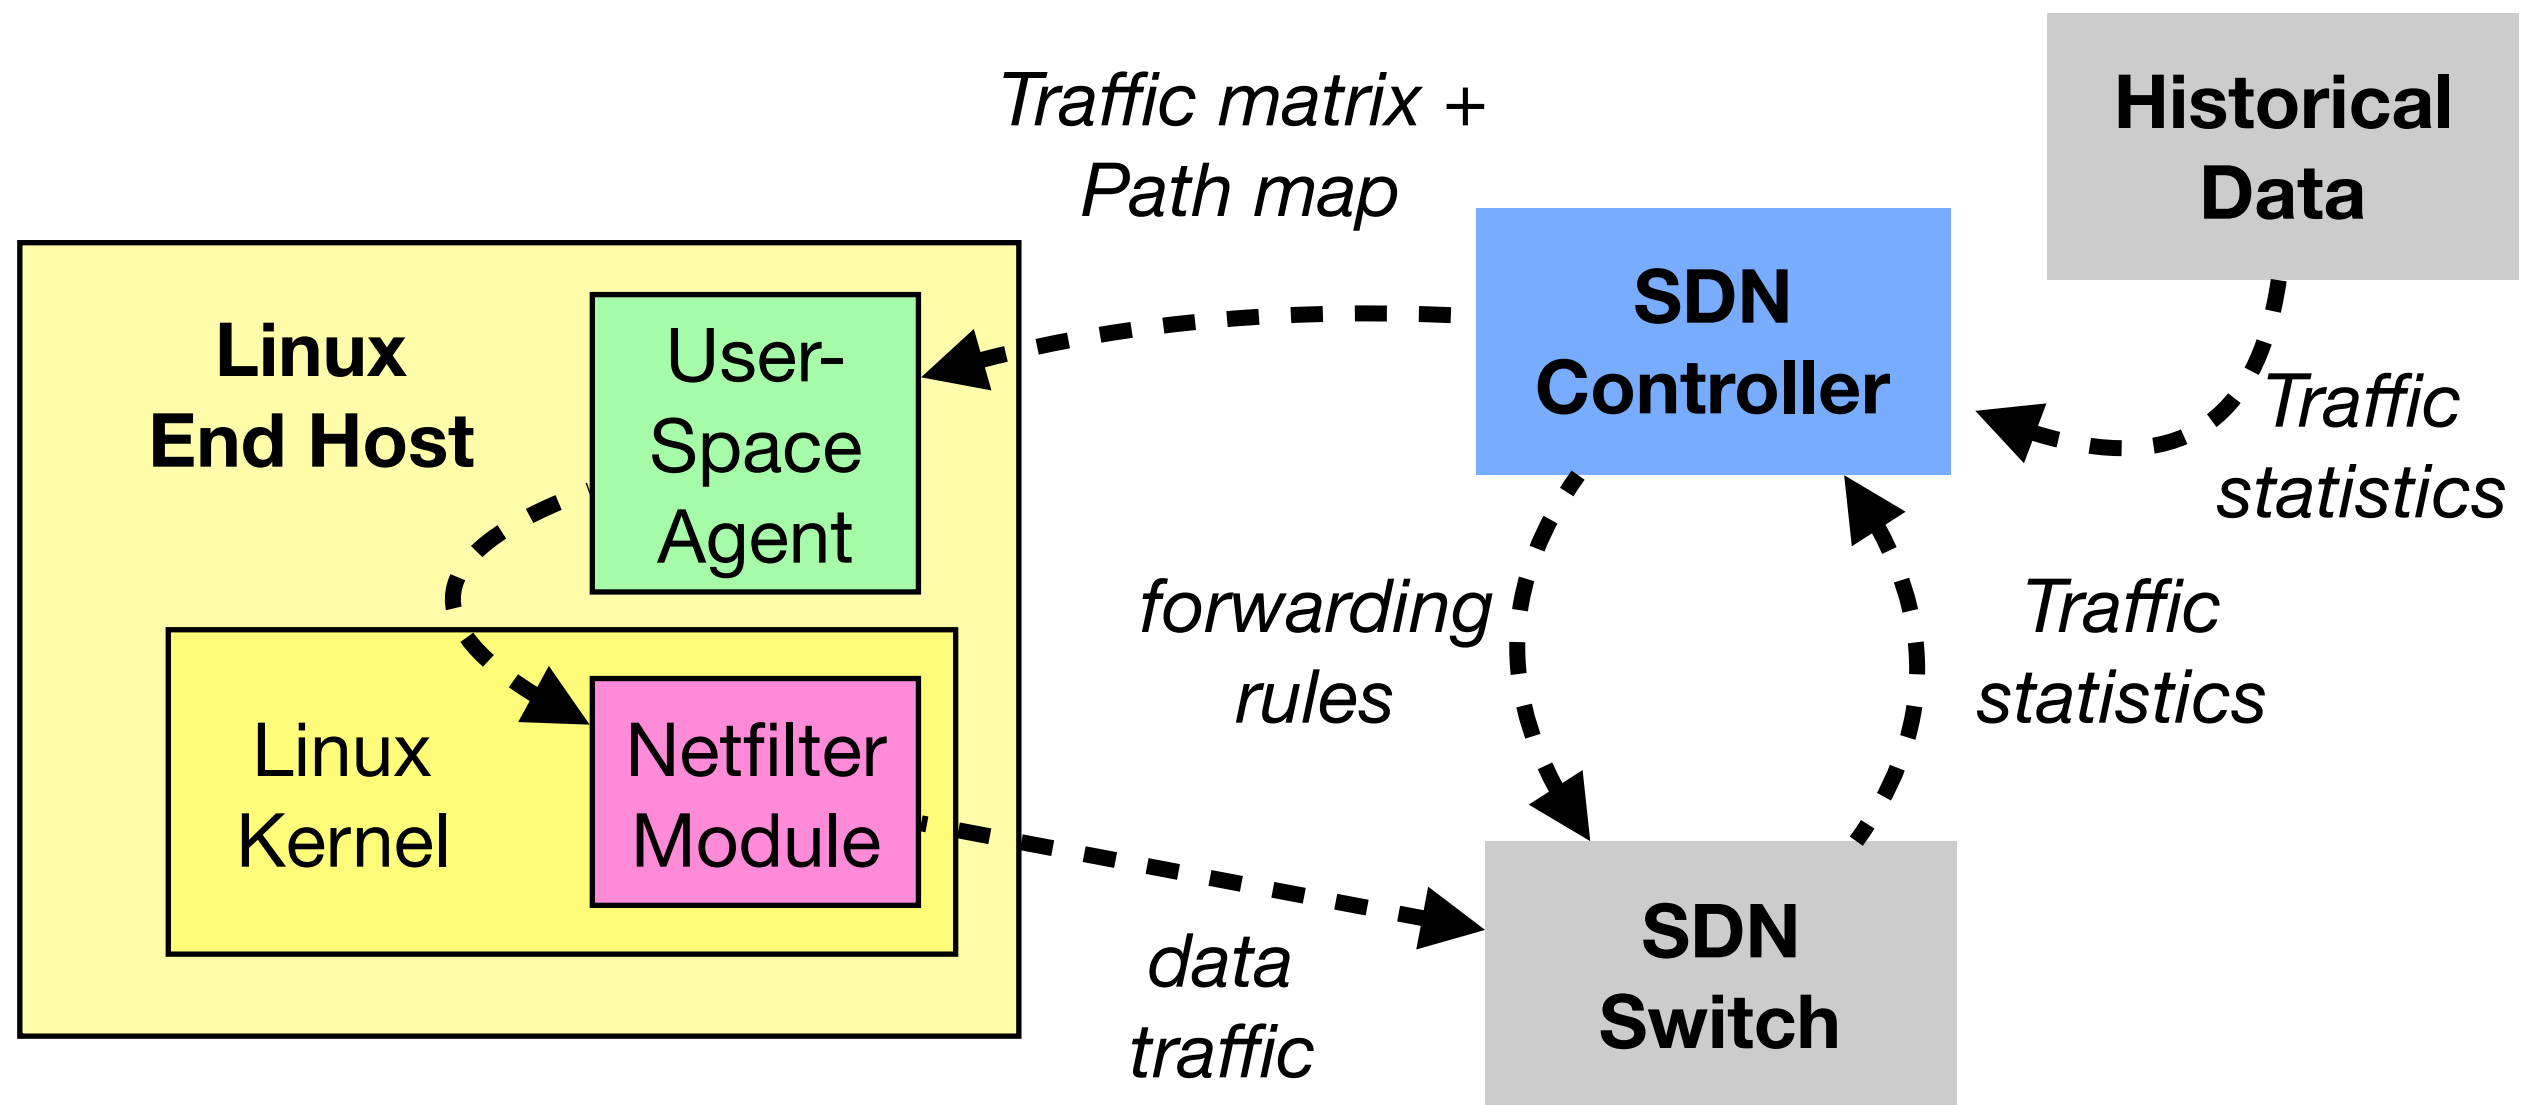 Traffic matrix +
Path map
Historical
Data
SDN
Controller
Linux
End Host
User-
Space
Agent
Traffic
statistics
forwarding
rules
Traffic
statistics
Linux
Kernel
Netfilter
Module
data
traffic
SDN
Switch